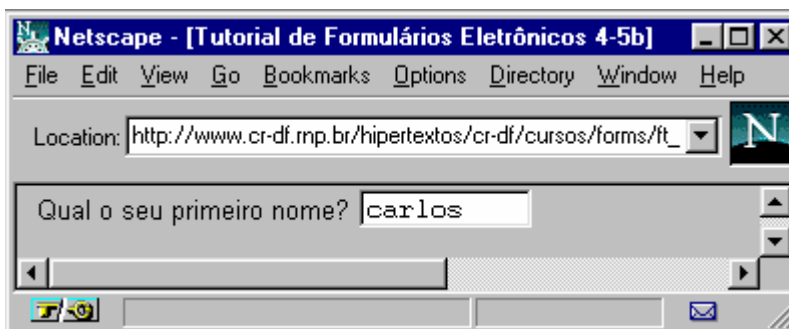 Netscape - [Tutorial de Formulários Eletrônicos 4-5b]
File Edit View Go Bookmarks Options Directory Window Help
Location: http://www.cr-df.rnp.br/hipertextos/cr-df/cursos/forms/ft_
N
Qual o seu primeiro nome? carlos